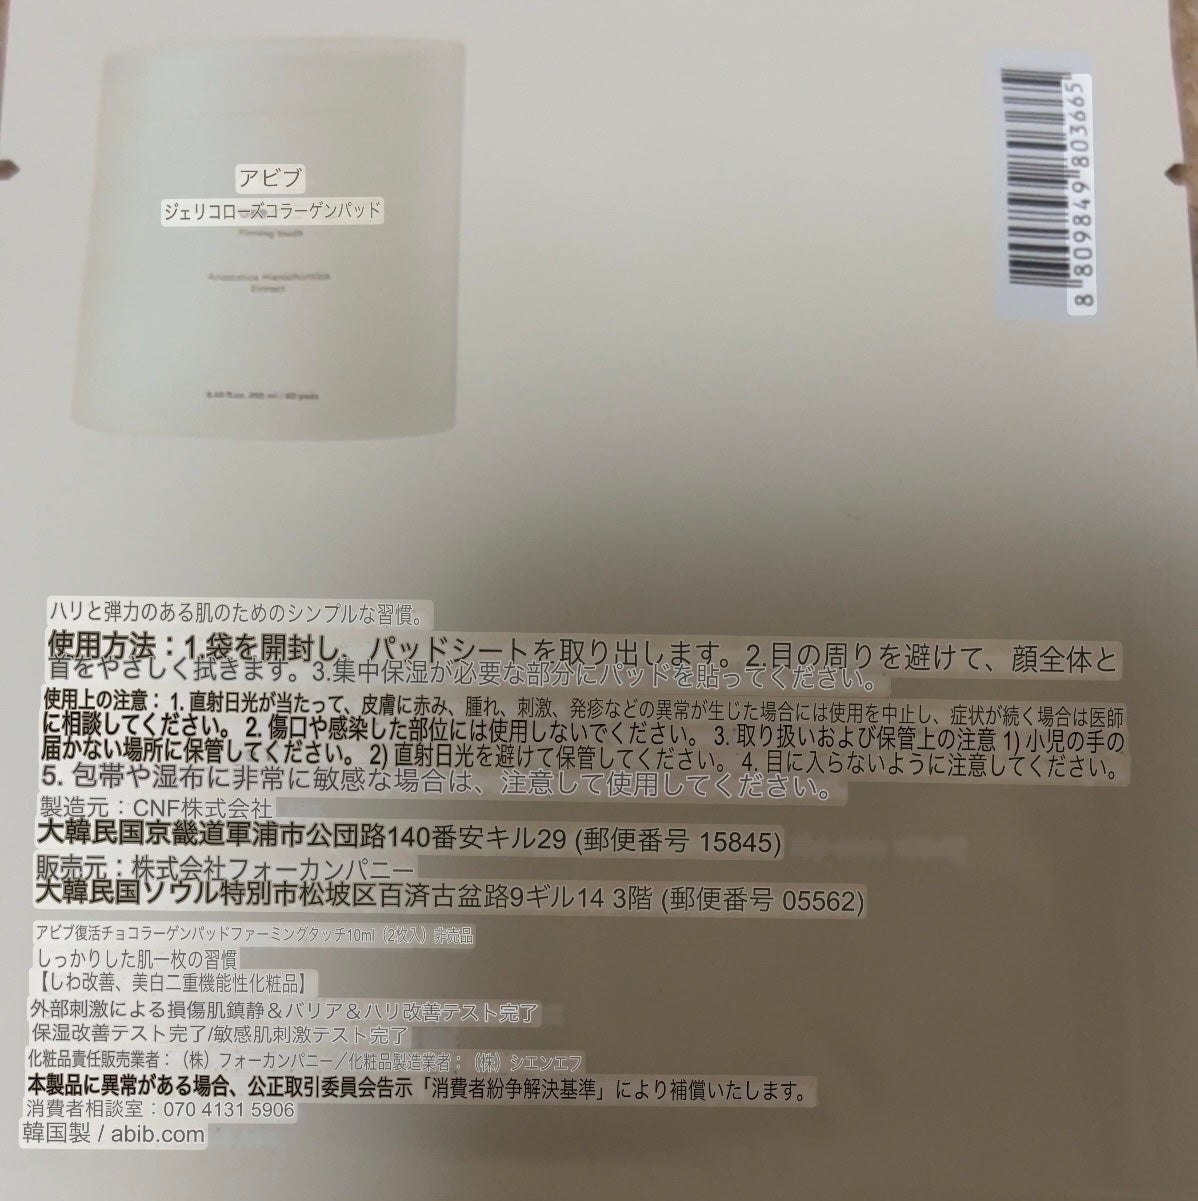 アビブ
ジェリコローズコラーゲンパッド
Firming touch
Anastatica Hierochuntica
Extract
8 809849 803665
ハリと弾力のある肌のためのシンプルな習慣。
使用方法：1.袋を開封し、パッドシートを取り出します。2.目の周りを避けて、顔全体と
首をやさしく拭きます。3.集中保湿が必要な部分にパッドを貼ってください。
使用上の注意： 1. 直射日光が当たって、皮膚に赤み、腫れ、刺激、発疹などの異常が生じた場合には使用を中止し、症状が続く場合は医師
に相談してください。 2. 傷口や感染した部位には使用しないでください。 3. 取り扱いおよび保管上の注意 1) 小児の手の
届かない場所に保管してください。 2) 直射日光を避けて保管してください。 4. 目に入らないように注意してください。
5. 包帯や湿布に非常に敏感な場合は、注意して使用してください。
製造元：CNF株式会社
大韓民国京畿道軍浦市公団路140番安キル29 (郵便番号 15845)
販売元：株式会社フォーカンパニー
大韓民国ソウル特別市松坡区百済古盆路9ギル14 3階 (郵便番号 05562)
アビブ復活チョコラーゲンパッドファーミングタッチ10ml（2枚入）非売品
しっかりした肌一枚の習慣
【しわ改善、美白二重機能性化粧品】
外部刺激による損傷肌鎮静＆バリア＆ハリ改善テスト完了
保湿改善テスト完了/敏感肌刺激テスト完了
化粧品責任販売業者：（株）フォーカンパニー／化粧品製造業者：（株）シエンエフ
本製品に異常がある場合、公正取引委員会告示「消費者紛争解決基準」により補償いたします。
消費者相談室：070 4131 5906
韓国製 / abib.com